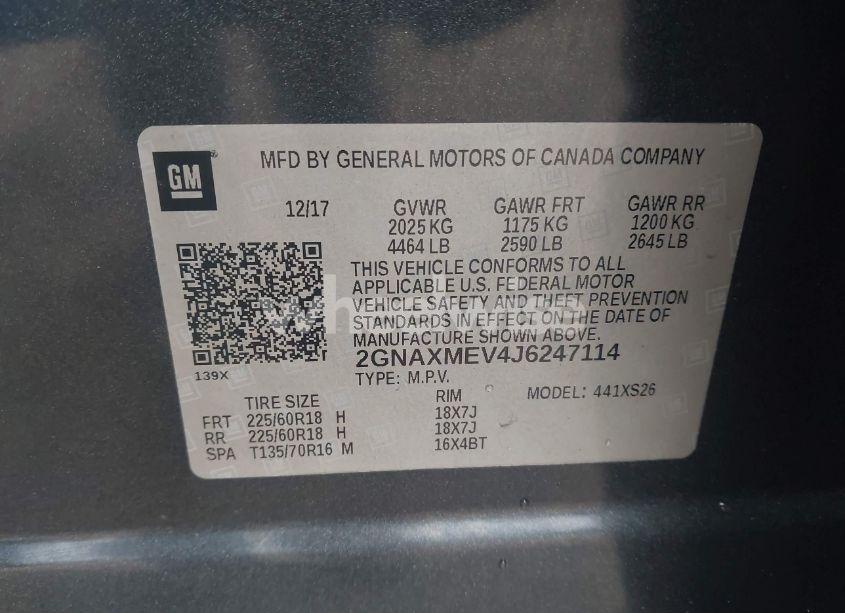 GM
MFD BY GENERAL MOTORS OF CANADA COMPANY
12/17 GVWR GAWR FRT GAWR RR
2025 KG 1175 KG 1200 KG
4464 LB 2590 LB 2645 LB
THIS VEHICLE CONFORMS TO ALL
APPLICABLE U.S. FEDERAL MOTOR
VEHICLE SAFETY AND THEFT PREVENTION
STANDARDS IN EFFECT ON THE DATE OF
MANUFACTURE SHOWN ABOVE.
2GNAXMEV4J6247114
139X
TYPE: M.P.V. MODEL: 441XS26
TIRE SIZE RIM
FRT 225/60R18 H 18X7J
RR 225/60R18 H 18X7J
SPA T135/70R16 M 16X4BT